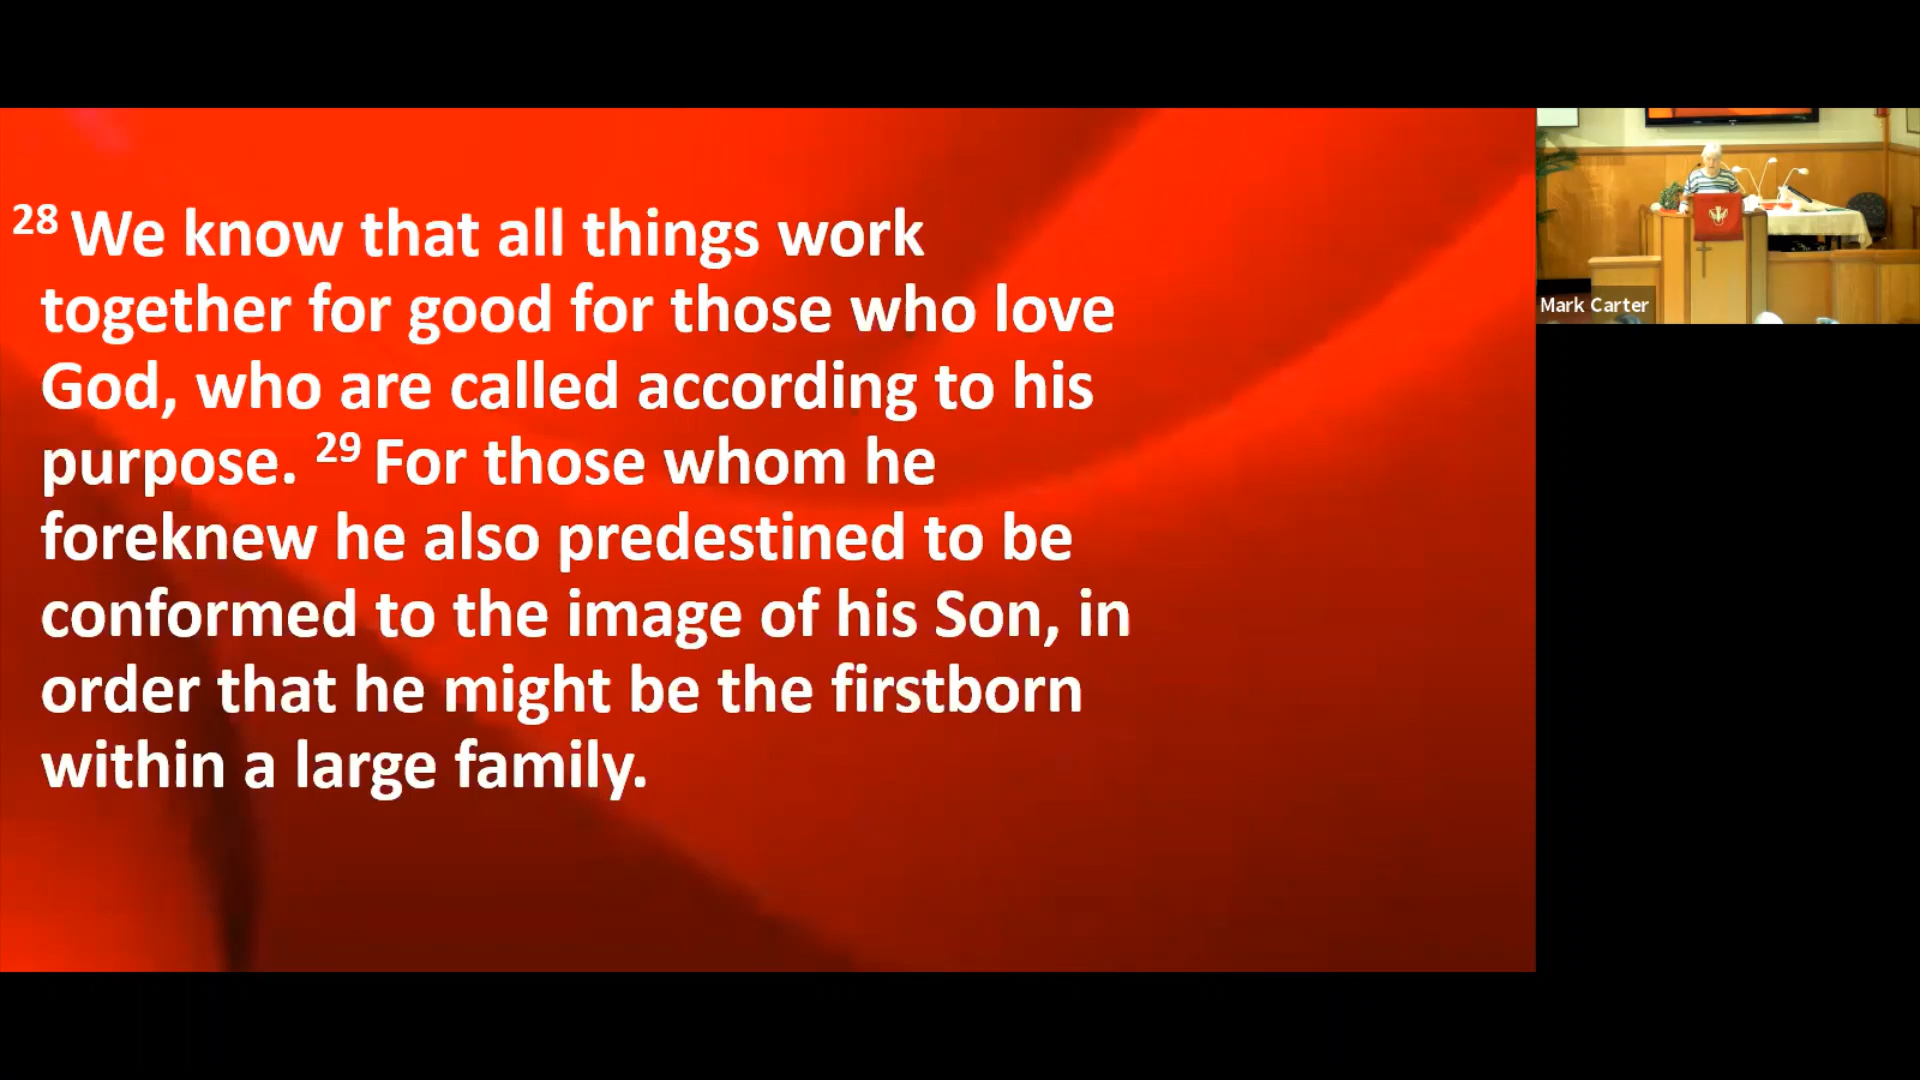 28 We know that all things work
together for good for those who love
God, who are called according to his
purpose. 29 For those whom he
foreknew he also predestined to be
conformed to the image of his Son, in
order that he might be the firstborn
within a large family.
Mark Carter